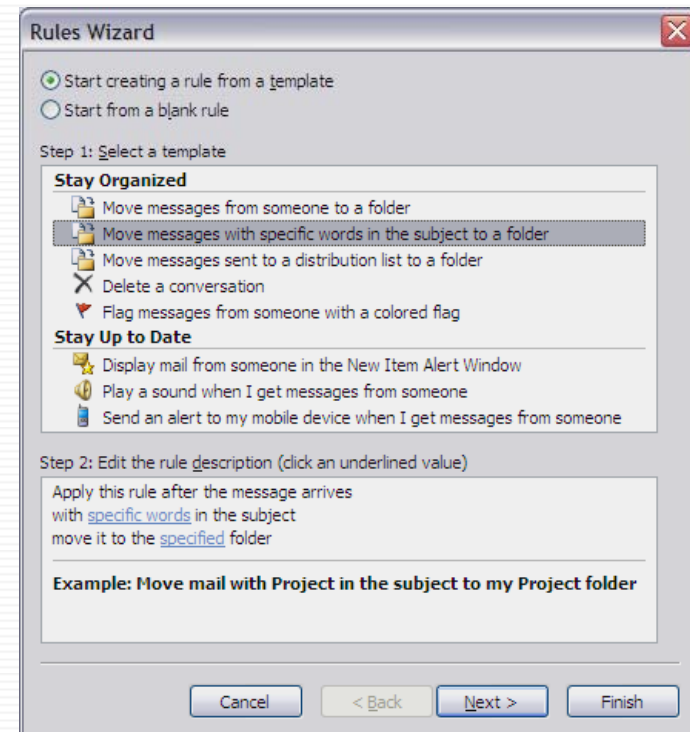 Rules Wizard
Start creating a rule from a template
Start from a blank rule
Step 1: Select a template
Stay Organized
Move messages from someone to a folder
Move messages with specific words in the subject to a folder
Move messages sent to a distribution list to a folder
Delete a conversation
Flag messages from someone with a colored flag
Stay Up to Date
Display mail from someone in the New Item Alert Window
Play a sound when I get messages from someone
Send an alert to my mobile device when I get messages from someone
Step 2: Edit the rule description (click an underlined value)
Apply this rule after the message arrives
with specific words in the subject
move it to the specified folder
Example: Move mail with Project in the subject to my Project folder
Cancel < Back Next > Finish